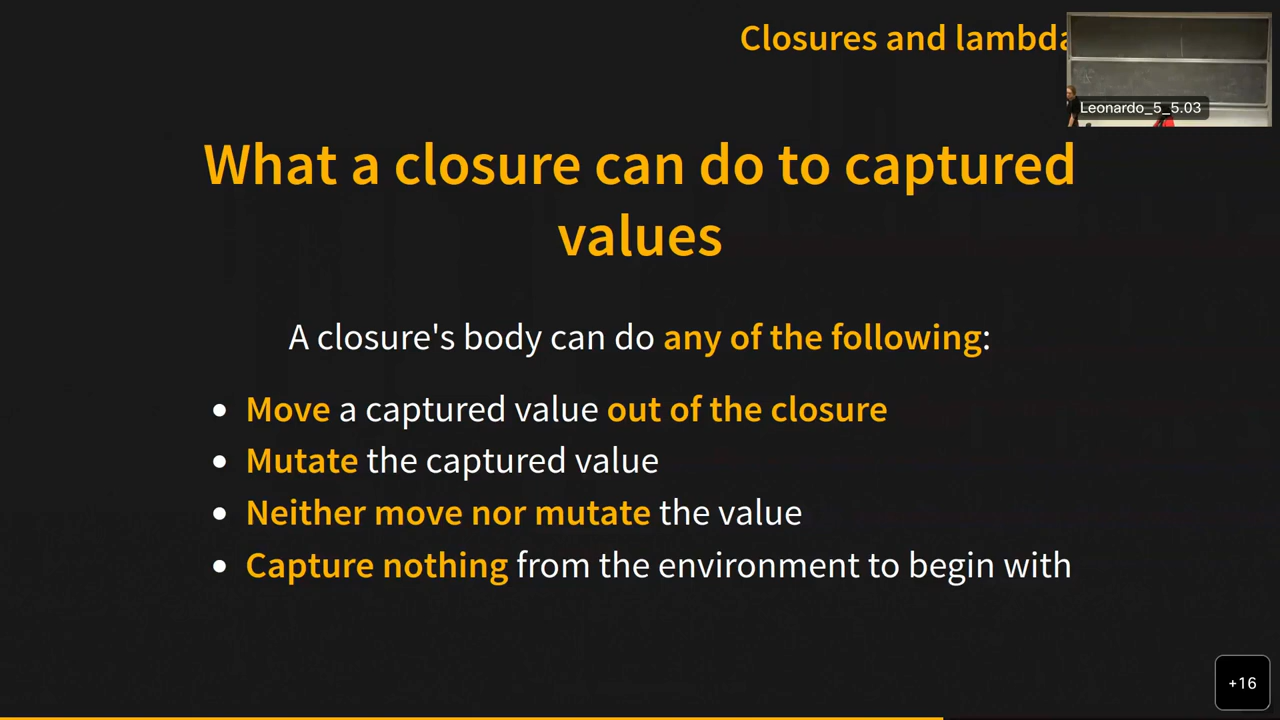 Closures and lambda
Leonardo_5_5.03
What a closure can do to captured
values
A closure's body can do any of the following:
• Move a captured value out of the closure
• Mutate the captured value
• Neither move nor mutate the value
• Capture nothing from the environment to begin with
+16